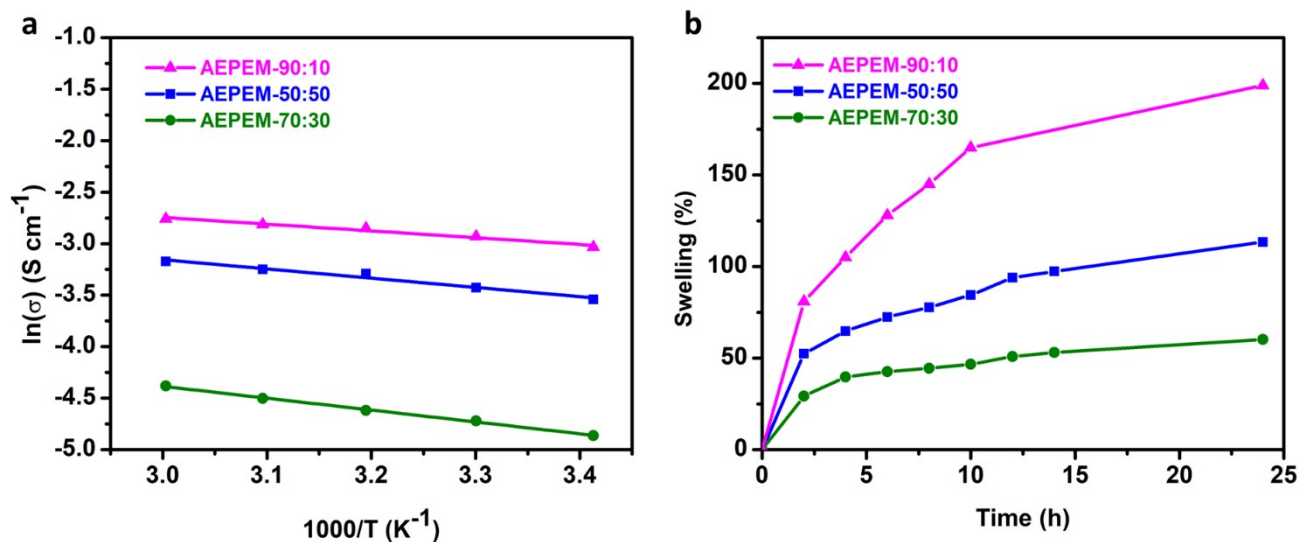 a
-1.0
-1.5
-2.0
-2.5
-3.0
-3.5
-4.0
-4.5
-5.0
ln(σ) (S cm⁻¹)
AEPEM-90:10
AEPEM-50:50
AEPEM-70:30
3.0 3.1 3.2 3.3 3.4
1000/T (K⁻¹)
b
200
150
100
50
0
Swelling (%)
AEPEM-90:10
AEPEM-50:50
AEPEM-70:30
0 5 10 15 20 25
Time (h)